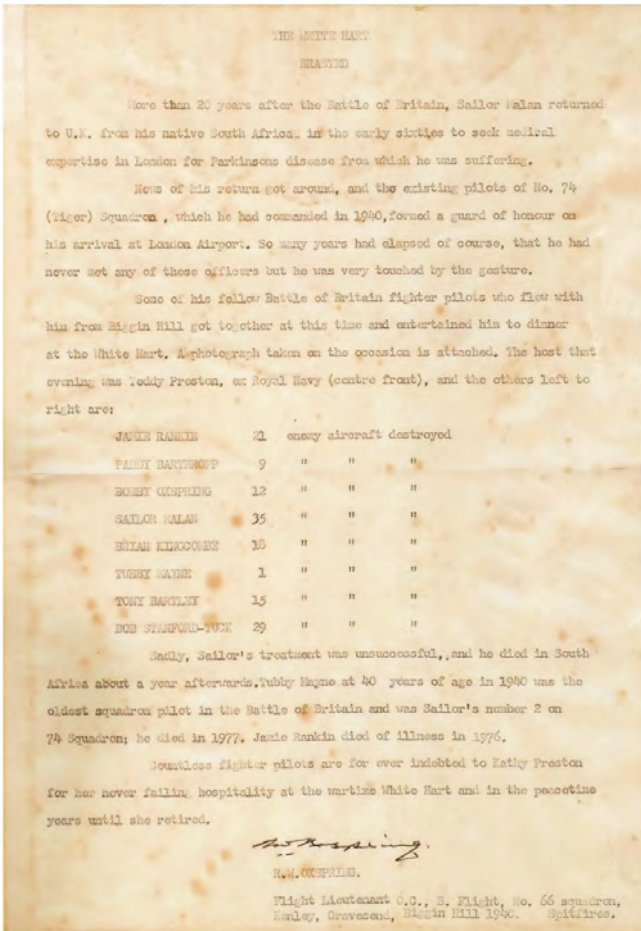 THE WHITE HART
BRASTED
More than 20 years after the Battle of Britain, Sailor Malan returned
to U.K. from his native South Africa, in the early sixties to seek medical
expertise in London for Parkinsons disease from which he was suffering.
News of his return got around, and the existing pilots of No. 74
(Tiger) Squadron , which he had commanded in 1940,formed a guard of honour on
his arrival at London Airport. So many years had elapsed of course, that he had
never met any of these officers but he was very touched by the gesture.
Some of his fellow Battle of Britain fighter pilots who flew with
him from Biggin Hill got together at this time and entertained him to dinner
at the White Hart. A photograph taken on the occasion is attached. The host that
evening was Teddy Preston, ex Royal Navy (centre front), and the others left to
right are:
JAMIE RANKIN 21 enemy aircraft destroyed
PADDY BARTHROPP 9 " " "
BOBBY OXSPRING 12 " " "
SAILOR MALAN 35 " " "
BRIAN KINGCOMBE 18 " " "
TUBBY MAYNE 1 " " "
TONY BARTLEY 15 " " "
BOB STANFORD-TUCK 29 " " "
Sadly, Sailor's treatment was unsuccessful,,and he died in South
Africa about a year afterwards.Tubby Mayne at 40 years of age in 1940 was the
oldest squadron pilot in the Battle of Britain and was Sailor's number 2 on
74 Squadron; he died in 1977. Jamie Rankin died of illness in 1976.
Countless fighter pilots are for ever indebted to Kathy Preston
for her never failing hospitality at the wartime White Hart and in the peacetime
years until she retired.
R.W.Oxspring.
R.W.OXSPRING.
Flight Lieutenant O.C., B. Flight, No. 66 squadron,
Kenley, Gravesend, Biggin Hill 1940. Spitfires.